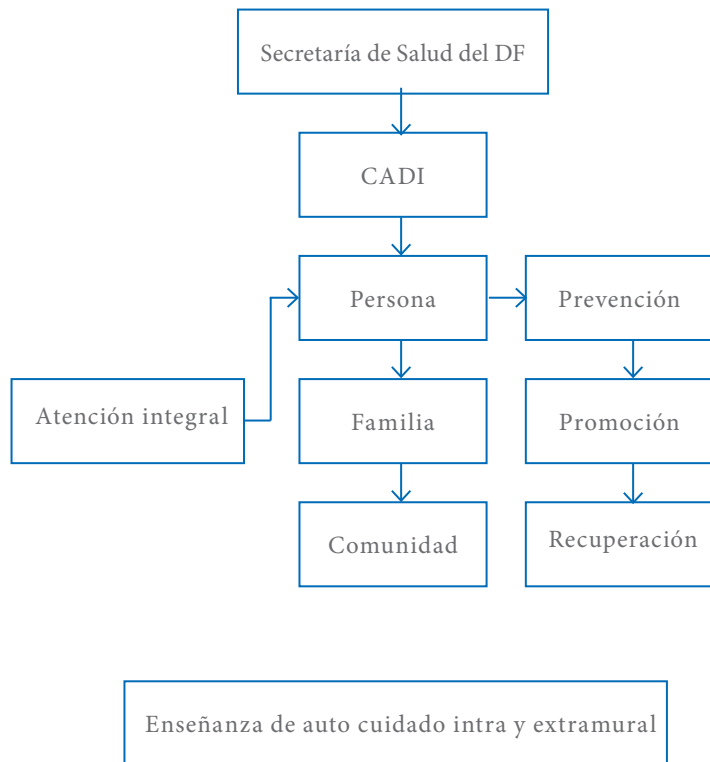 Secretaría de Salud del DF
CADI
Persona
Prevención
Atención integral
Familia
Promoción
Comunidad
Recuperación
Enseñanza de auto cuidado intra y extramural